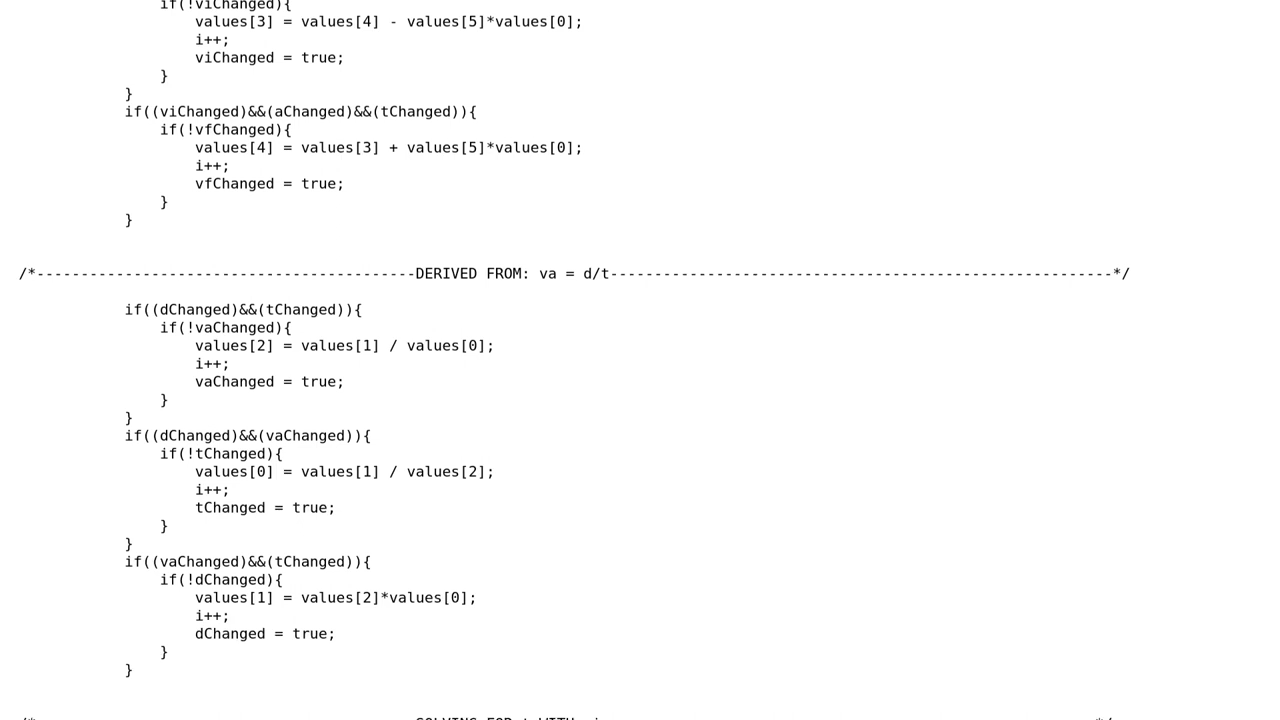 if(!viChanged){
values[3] = values[4] - values[5]*values[0];
i++;
viChanged = true;
}
}
if((viChanged)&&(aChanged)&&(tChanged)){
if(!vfChanged){
values[4] = values[3] + values[5]*values[0];
i++;
vfChanged = true;
}
}
/*-------------------------------------------DERIVED FROM: va = d/t---------------------------------------------------------*/
if((dChanged)&&(tChanged)){
if(!vaChanged){
values[2] = values[1] / values[0];
i++;
vaChanged = true;
}
}
if((dChanged)&&(vaChanged)){
if(!tChanged){
values[0] = values[1] / values[2];
i++;
tChanged = true;
}
}
if((vaChanged)&&(tChanged)){
if(!dChanged){
values[1] = values[2]*values[0];
i++;
dChanged = true;
}
}